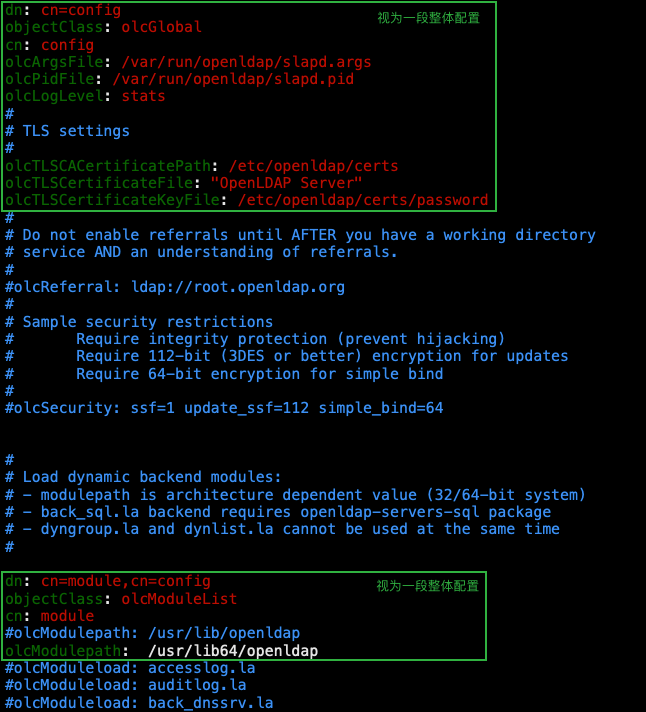 dn: cn=config
视为一段整体配置
objectClass: olcGlobal
cn: config
olcArgsFile: /var/run/openldap/slapd.args
olcPidFile: /var/run/openldap/slapd.pid
olcLogLevel: stats
#
# TLS settings
#
olcTLSCACertificatePath: /etc/openldap/certs
olcTLSCertificateFile: "OpenLDAP Server"
olcTLSCertificateKeyFile: /etc/openldap/certs/password
#
# Do not enable referrals until AFTER you have a working directory
# service AND an understanding of referrals.
#
#olcReferral: ldap://root.openldap.org
#
# Sample security restrictions
#       Require integrity protection (prevent hijacking)
#       Require 112-bit (3DES or better) encryption for updates
#       Require 64-bit encryption for simple bind
#
#olcSecurity: ssf=1 update_ssf=112 simple_bind=64
#
# Load dynamic backend modules:
# - modulepath is architecture dependent value (32/64-bit system)
# - back_sql.la backend requires openldap-servers-sql package
# - dyngroup.la and dynlist.la cannot be used at the same time
#
dn: cn=module,cn=config
视为一段整体配置
objectClass: olcModuleList
cn: module
#olcModulepath: /usr/lib/openldap
olcModulepath:  /usr/lib64/openldap
#olcModuleload: accesslog.la
#olcModuleload: auditlog.la
#olcModuleload: back_dnssrv.la